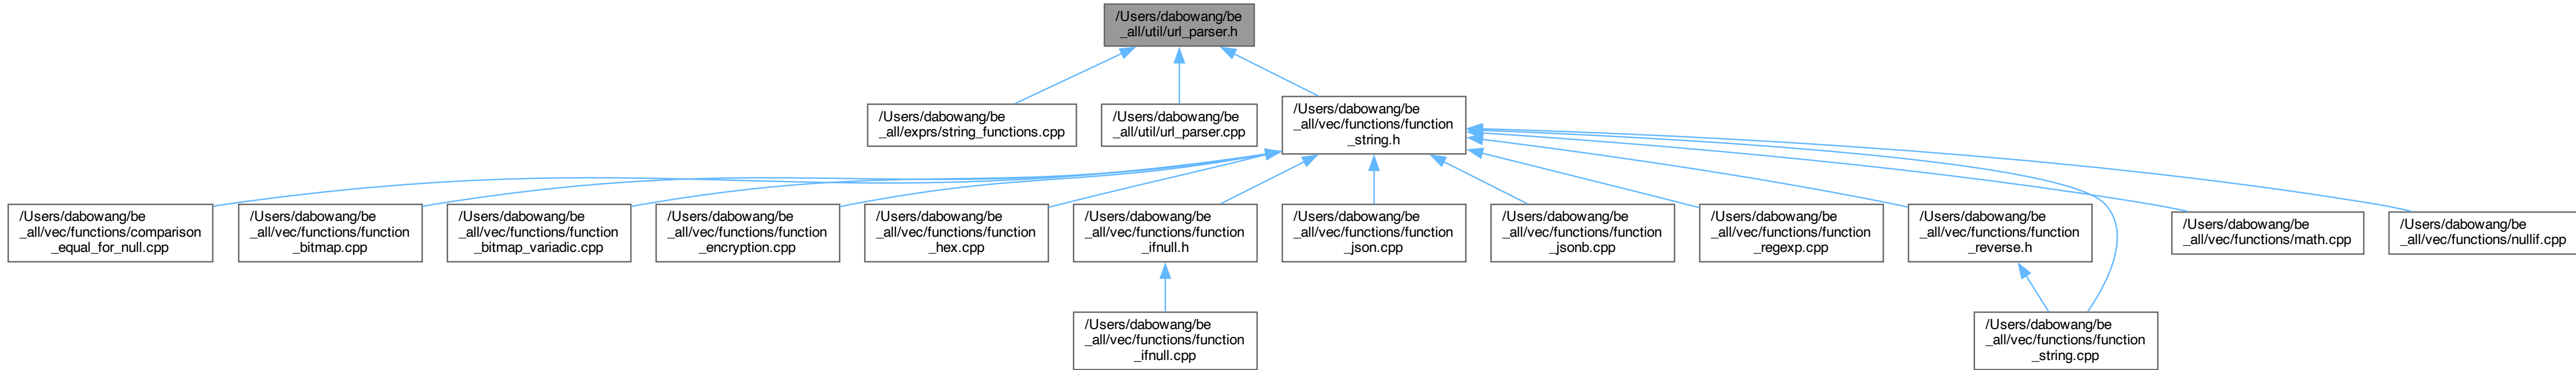 /Users/dabowang/be
_all/util/url_parser.h
/Users/dabowang/be
_all/exprs/string_functions.cpp
/Users/dabowang/be
_all/util/url_parser.cpp
/Users/dabowang/be
_all/vec/functions/function
_string.h
/Users/dabowang/be
_all/vec/functions/comparison
_equal_for_null.cpp
/Users/dabowang/be
_all/vec/functions/function
_bitmap.cpp
/Users/dabowang/be
_all/vec/functions/function
_bitmap_variadic.cpp
/Users/dabowang/be
_all/vec/functions/function
_encryption.cpp
/Users/dabowang/be
_all/vec/functions/function
_hex.cpp
/Users/dabowang/be
_all/vec/functions/function
_ifnull.h
/Users/dabowang/be
_all/vec/functions/function
_json.cpp
/Users/dabowang/be
_all/vec/functions/function
_jsonb.cpp
/Users/dabowang/be
_all/vec/functions/function
_regexp.cpp
/Users/dabowang/be
_all/vec/functions/function
_reverse.h
/Users/dabowang/be
_all/vec/functions/math.cpp
/Users/dabowang/be
_all/vec/functions/nullif.cpp
/Users/dabowang/be
_all/vec/functions/function
_ifnull.cpp
/Users/dabowang/be
_all/vec/functions/function
_string.cpp